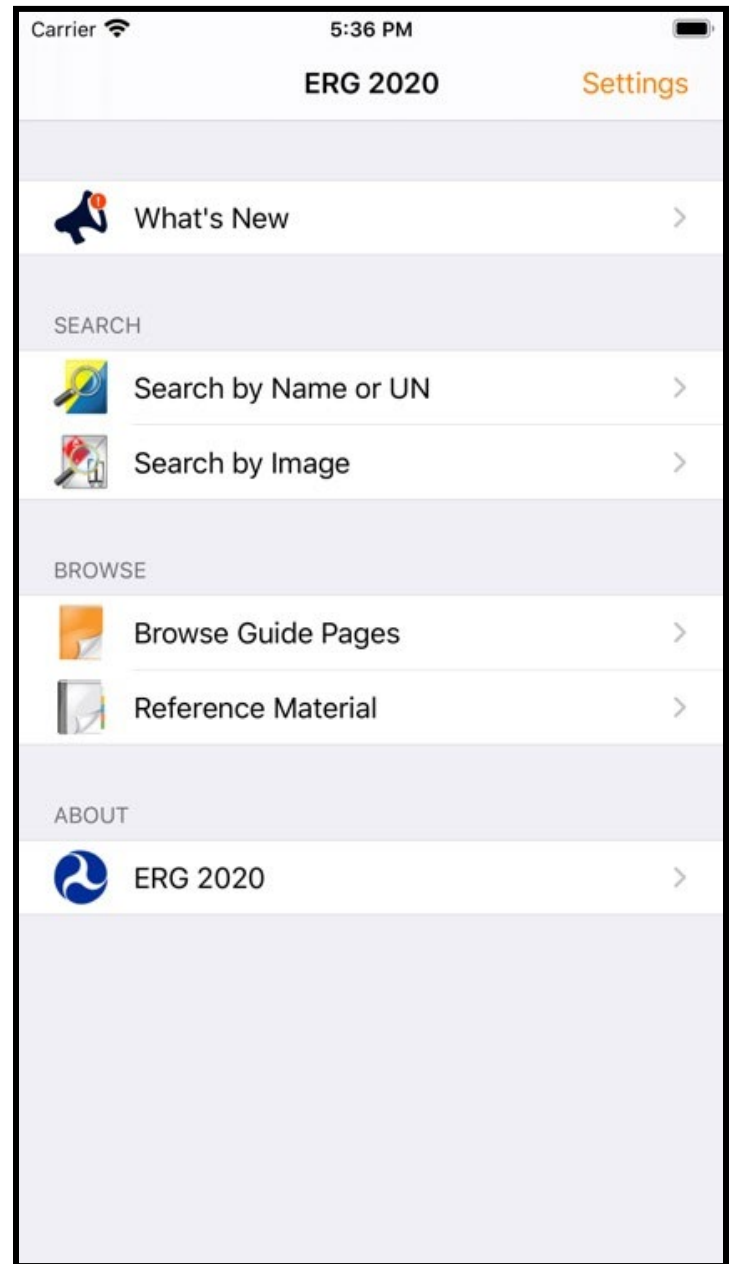 Carrier 5:36 PM
ERG 2020 Settings
What's New
SEARCH
Search by Name or UN
Search by Image
BROWSE
Browse Guide Pages
Reference Material
ABOUT
ERG 2020